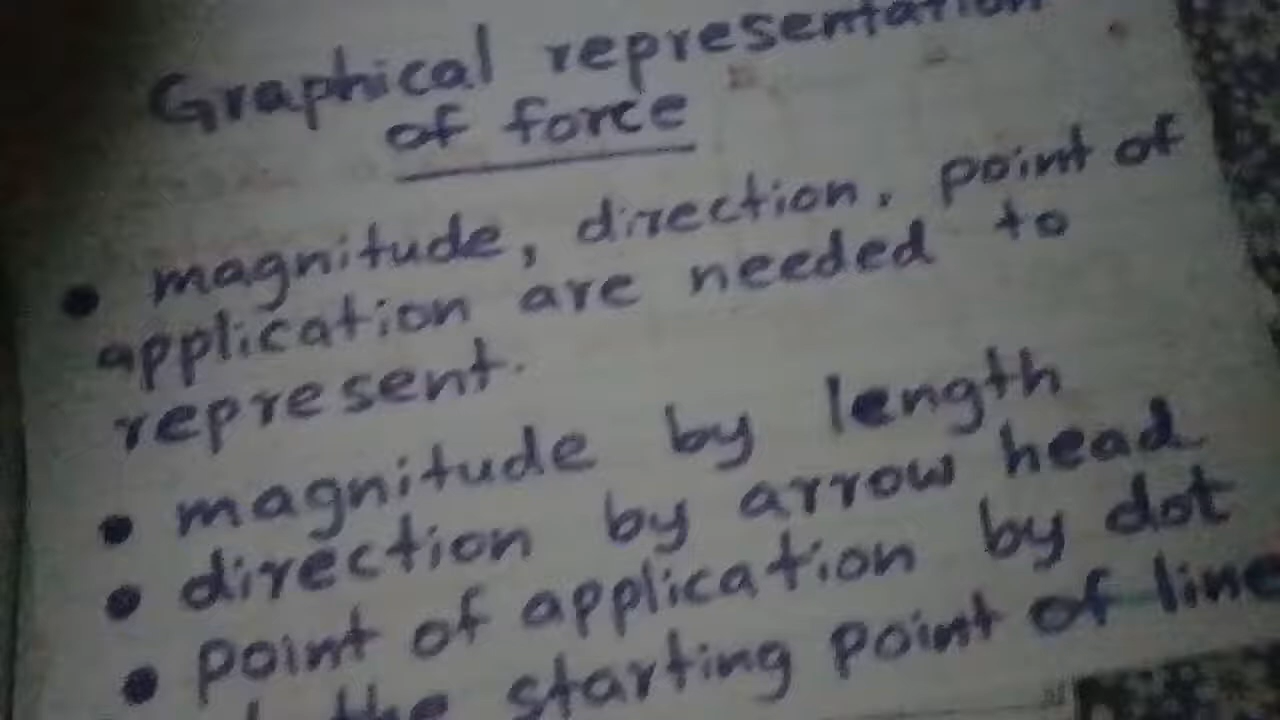 Graphical representation
of force
• magnitude, direction, point of
application are needed to
represent.
• magnitude by length
• direction by arrow head
• point of application by dot
the starting point of line